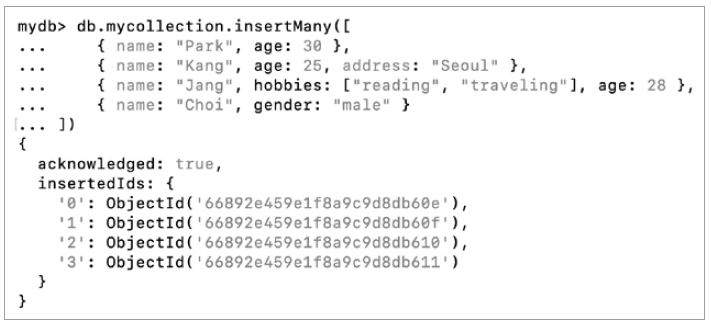 mydb> db.mycollection.insertMany([
...     { name: "Park", age: 30 },
...     { name: "Kang", age: 25, address: "Seoul" },
...     { name: "Jang", hobbies: ["reading", "traveling"], age: 28 },
...     { name: "Choi", gender: "male" }
[... ])
{
  acknowledged: true,
  insertedIds: {
    '0': ObjectId('66892e459e1f8a9c9d8db60e'),
    '1': ObjectId('66892e459e1f8a9c9d8db60f'),
    '2': ObjectId('66892e459e1f8a9c9d8db610'),
    '3': ObjectId('66892e459e1f8a9c9d8db611')
  }
}